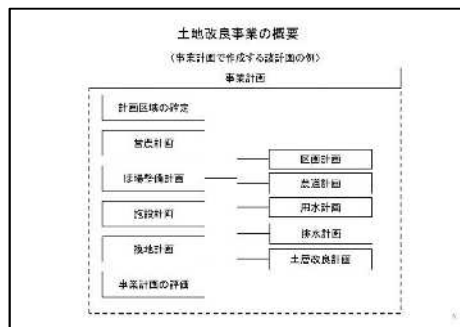 土地改良事業の概要
（事業計画で作成する諸計画の例）
事業計画
計画区域の確定
営農計画
ほ場整備計画
施設計画
換地計画
事業計画の評価
区画計画
農道計画
用水計画
排水計画
土層改良計画